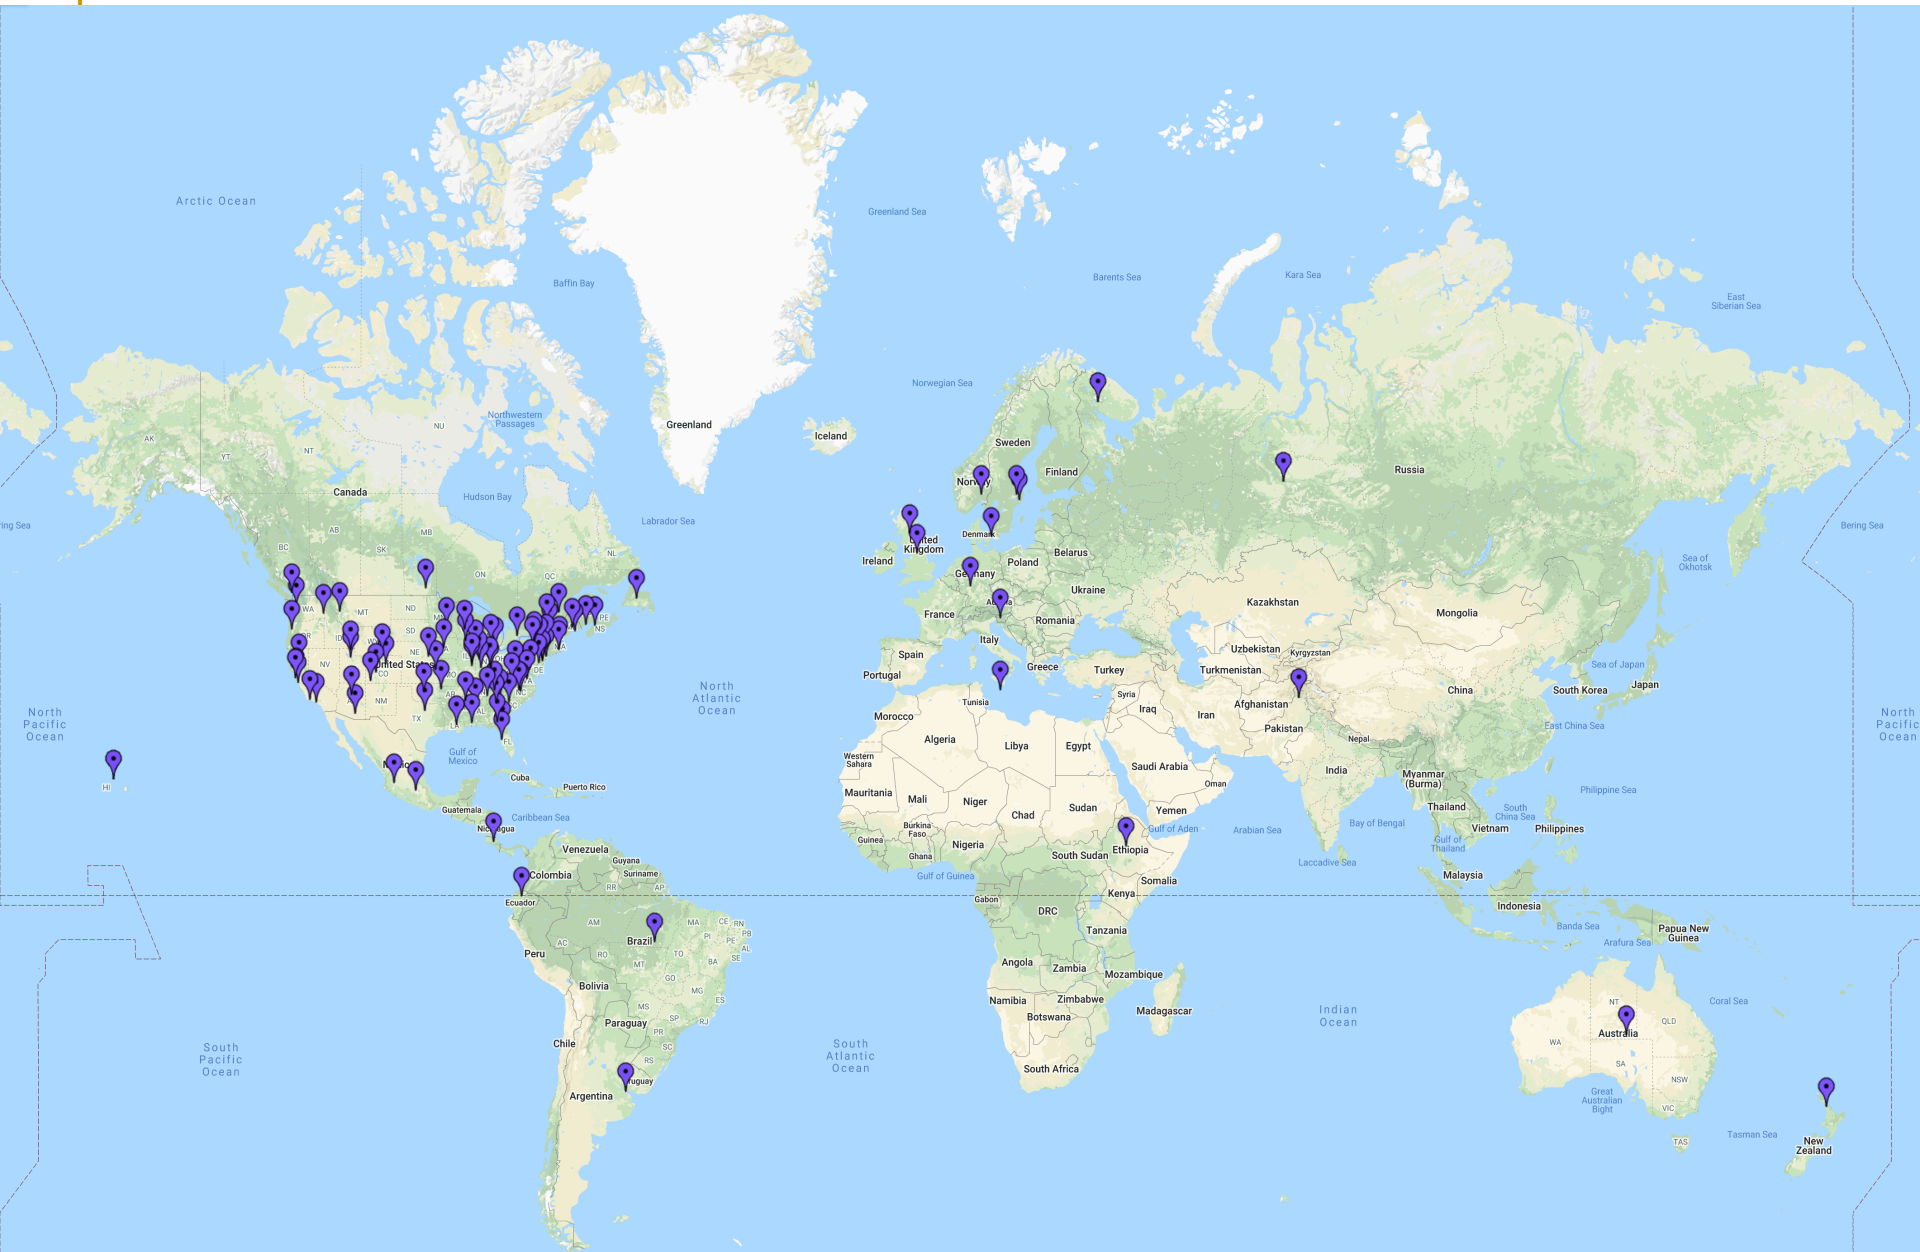 Arctic Ocean
Greenland Sea
Baffin Bay
Barents Sea
Kara Sea
East
Siberian Sea
Norwegian Sea
Northwestern
Passages
Greenland
Iceland
AK
YT
NT
NU
Sweden
Finland
Russia
Norway
Canada
Hudson Bay
Labrador Sea
Bering Sea
AB
MB
SK
BC
NL
ON
QC
Denmark
United
Kingdom
Ireland
Poland
Belarus
Germany
Ukraine
Sea of
Okhotsk
WA
MT
ND
PE
NS
SD
NE
NV
CO
NM
TX
DE
NC
FL
United States
France
Romania
Kazakhstan
Mongolia
Italy
Spain
Portugal
Greece
Turkey
Uzbekistan
Kyrgyzstan
Turkmenistan
Sea of Japan
China
South Korea
Japan
North
Atlantic
Ocean
North
Pacific
Ocean
North
Pacific
Ocean
Tunisia
Syria
Iraq
Iran
Afghanistan
Pakistan
Nepal
East China Sea
Morocco
Algeria
Libya
Egypt
Western
Sahara
Gulf of
Mexico
HI
Cuba
Puerto Rico
Saudi Arabia
Oman
India
Myanmar
(Burma)
Philippine Sea
Mauritania
Mali
Niger
Chad
Sudan
Yemen
Thailand
South
China Sea
Guatemala
Caribbean Sea
Nicaragua
Burkina
Faso
Guinea
Ghana
Nigeria
Gulf of Aden
Arabian Sea
Bay of Bengal
Gulf of
Thailand
Vietnam
Philippines
Venezuela
Guyana
Suriname
Colombia
South Sudan
Ethiopia
Somalia
Laccadive Sea
Malaysia
Gulf of Guinea
RR
AP
Ecuador
Gabon
Kenya
DRC
Indonesia
AM
MA
CE
RN
PB
PE
AL
SE
PI
Brazil
AC
RO
TO
BA
MT
Peru
Tanzania
Banda Sea
Arafura Sea
Papua New
Guinea
Angola
Zambia
Mozambique
Bolivia
GO
MG
ES
MS
SP
RJ
PR
SC
RS
Namibia
Zimbabwe
Botswana
Madagascar
Indian
Ocean
Coral Sea
NT
QLD
Australia
WA
SA
NSW
VIC
TAS
Paraguay
Chile
South
Pacific
Ocean
South
Atlantic
Ocean
South Africa
Argentina
Great
Australian
Bight
Tasman Sea
New
Zealand